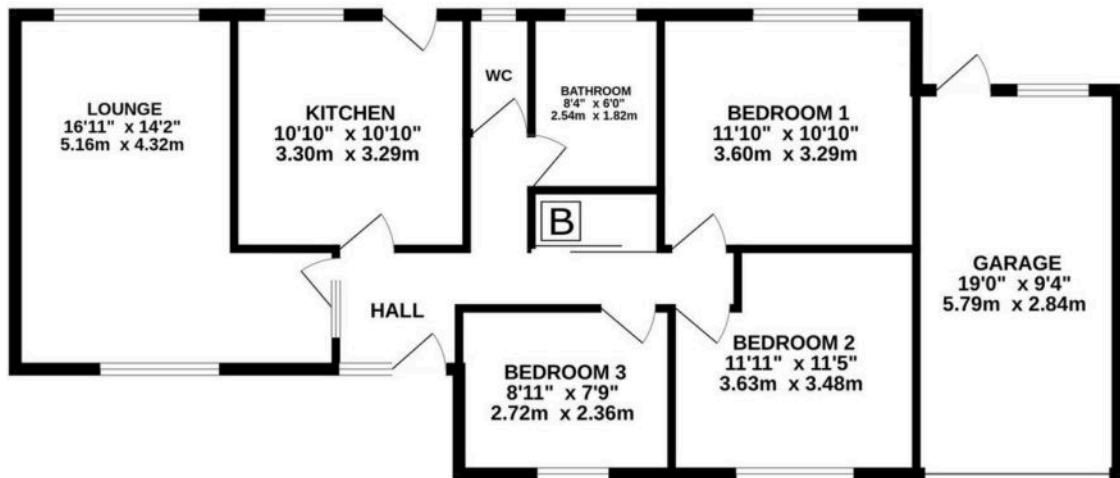 LOUNGE
16'11" x 14'2"
5.16m x 4.32m
KITCHEN
10'10" x 10'10"
3.30m x 3.29m
WC
BATHROOM
8'4" x 6'0"
2.54m x 1.82m
BEDROOM 1
11'10" x 10'10"
3.60m x 3.29m
B
HALL
BEDROOM 3
8'11" x 7'9"
2.72m x 2.36m
BEDROOM 2
11'11" x 11'5"
3.63m x 3.48m
GARAGE
19'0" x 9'4"
5.79m x 2.84m